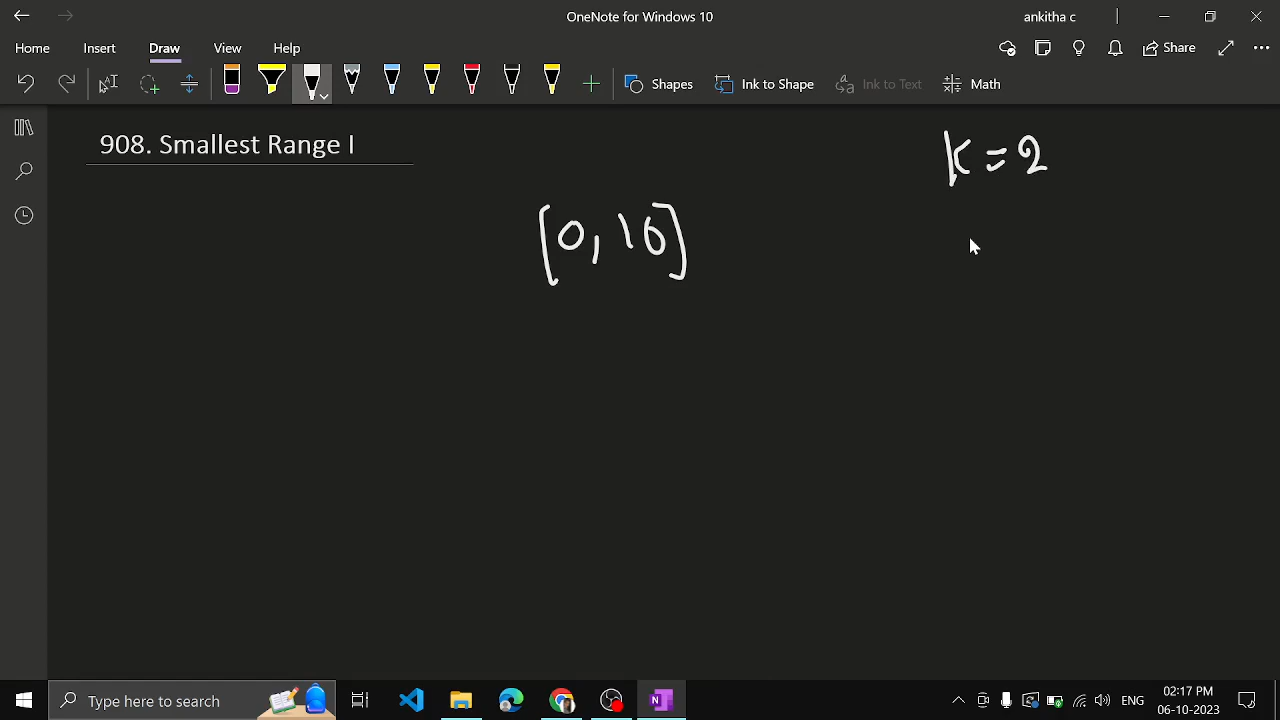 OneNote for Windows 10
ankitha c
Home Insert Draw View Help
Share
Shapes Ink to Shape Ink to Text Math
908. Smallest Range I
K = 2
[0, 10]
Type here to search
ENG
02:17 PM
06-10-2023